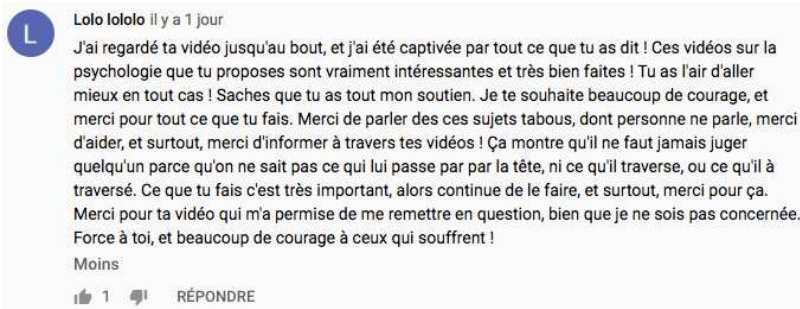 L
Lolo lololo il y a 1 jour
J'ai regardé ta vidéo jusqu'au bout, et j'ai été captivée par tout ce que tu as dit ! Ces vidéos sur la
psychologie que tu proposes sont vraiment intéressantes et très bien faites ! Tu as l'air d'aller
mieux en tout cas ! Saches que tu as tout mon soutien. Je te souhaite beaucoup de courage, et
merci pour tout ce que tu fais. Merci de parler des ces sujets tabous, dont personne ne parle, merci
d'aider, et surtout, merci d'informer à travers tes vidéos ! Ça montre qu'il ne faut jamais juger
quelqu'un parce qu'on ne sait pas ce qui lui passe par par la tête, ni ce qu'il traverse, ou ce qu'il à
traversé. Ce que tu fais c'est très important, alors continue de le faire, et surtout, merci pour ça.
Merci pour ta vidéo qui m'a permise de me remettre en question, bien que je ne sois pas concernée.
Force à toi, et beaucoup de courage à ceux qui souffrent !
Moins
1 RÉPONDRE